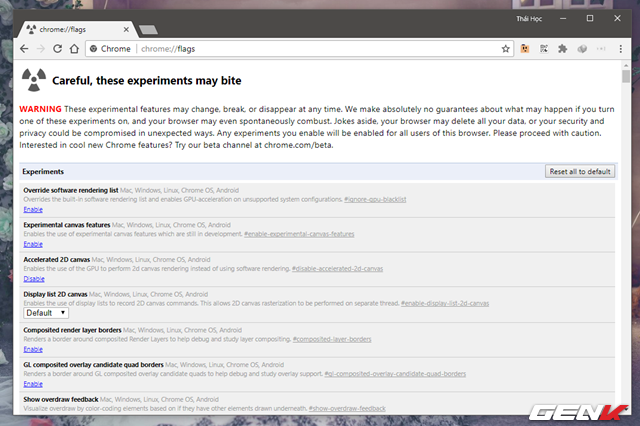 Thái Học
chrome://flags
Chrome | chrome://flags
Careful, these experiments may bite
WARNING These experimental features may change, break, or disappear at any time. We make absolutely no guarantees about what may happen if you turn
one of these experiments on, and your browser may even spontaneously combust. Jokes aside, your browser may delete all your data, or your security and
privacy could be compromised in unexpected ways. Any experiments you enable will be enabled for all users of this browser. Please proceed with caution.
Interested in cool new Chrome features? Try our beta channel at chrome.com/beta.
Experiments Reset all to default
Override software rendering list Mac, Windows, Linux, Chrome OS, Android
Overrides the built-in software rendering list and enables GPU-acceleration on unsupported system configurations. #ignore-gpu-blacklist
Enable
Experimental canvas features Mac, Windows, Linux, Chrome OS, Android
Enables the use of experimental canvas features which are still in development. #enable-experimental-canvas-features
Enable
Accelerated 2D canvas Mac, Windows, Linux, Chrome OS, Android
Enables the use of the GPU to perform 2d canvas rendering instead of using software rendering. #disable-accelerated-2d-canvas
Disable
Display list 2D canvas Mac, Windows, Linux, Chrome OS, Android
Enables the use of display lists to record 2D canvas commands. This allows 2D canvas rasterization to be performed on separate thread. #enable-display-list-2d-canvas
Default
Composited render layer borders Mac, Windows, Linux, Chrome OS, Android
Renders a border around composited Render Layers to help debug and study layer compositing. #composited-layer-borders
Enable
GL composited overlay candidate quad borders Mac, Windows, Linux, Chrome OS, Android
Renders a border around GL composited overlay candidate quads to help debug and study overlay support. #gl-composited-overlay-candidate-quad-borders
Enable
Show overdraw feedback Mac, Windows, Linux, Chrome OS, Android
Visualize overdraw by color-coding elements based on if they have other elements drawn underneath. #show-overdraw-feedback
GENK